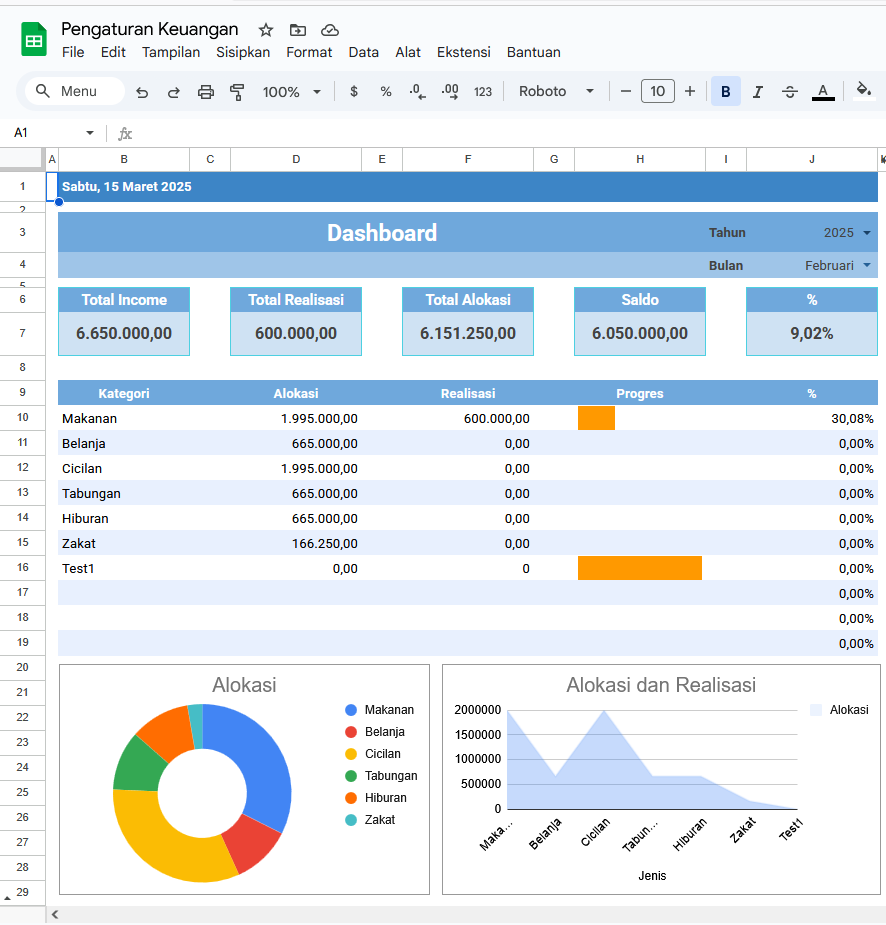 Pengaturan Keuangan
File Edit Tampilan Sisipkan Format Data Alat Ekstensi Bantuan
Menu 100% $ % .0 .00 123 Roboto - 10 + B I S A
A1 fx
A B C D E F G H I J K
1 Sabtu, 15 Maret 2025
2
3 Dashboard Tahun 2025
4 Bulan Februari
5
6 Total Income Total Realisasi Total Alokasi Saldo %
7 6.650.000,00 600.000,00 6.151.250,00 6.050.000,00 9,02%
8
9 Kategori Alokasi Realisasi Progres %
10 Makanan 1.995.000,00 600.000,00 30,08%
11 Belanja 665.000,00 0,00 0,00%
12 Cicilan 1.995.000,00 0,00 0,00%
13 Tabungan 665.000,00 0,00 0,00%
14 Hiburan 665.000,00 0,00 0,00%
15 Zakat 166.250,00 0,00 0,00%
16 Test1 0,00 0 0,00%
17 0,00%
18 0,00%
19 0,00%
20
21
22
23
24
25
26
27
28
29
Alokasi
Makanan
Belanja
Cicilan
Tabungan
Hiburan
Zakat
Alokasi dan Realisasi
Alokasi
2000000
1500000
1000000
500000
0
Maka... Belanja Cicilan Tabun... Hiburan Zakat Test1
Jenis